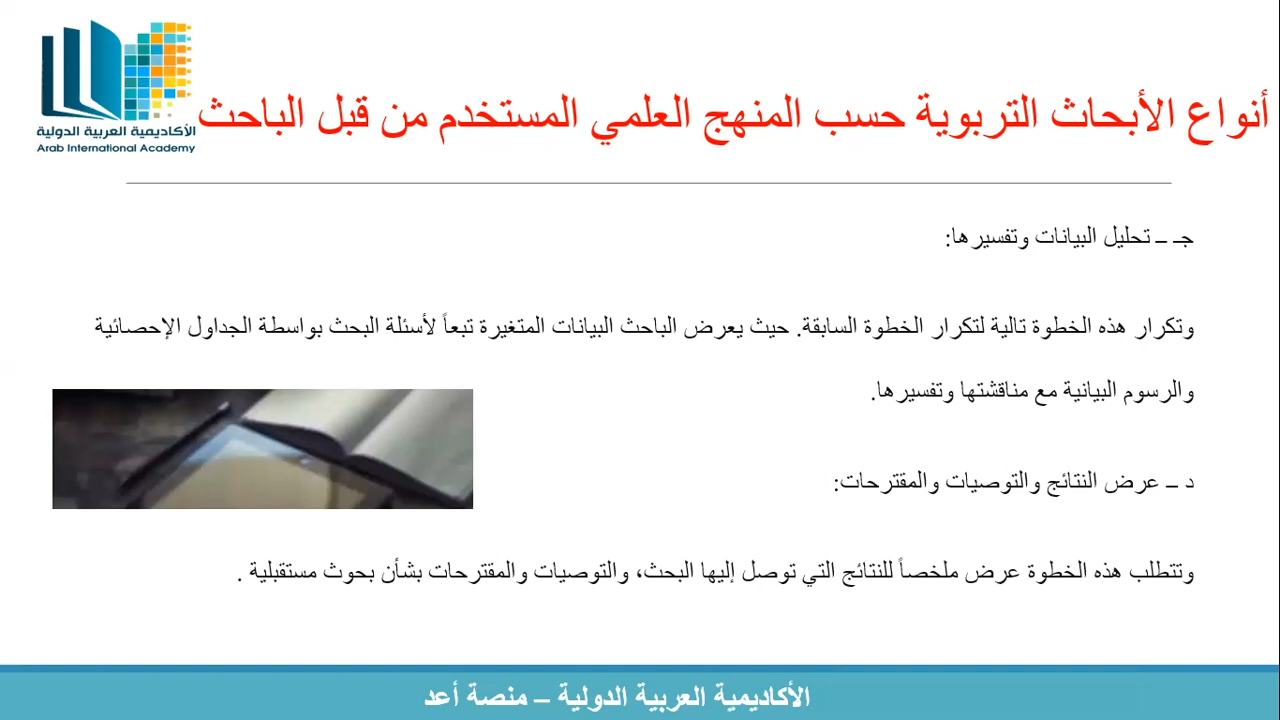 الأكاديمية العربية الدولية
Arab International Academy
أنواع الأبحاث التربوية حسب المنهج العلمي المستخدم من قبل الباحث
جـ – تحليل البيانات وتفسيرها:
وتكرار هذه الخطوة تالية لتكرار الخطوة السابقة. حيث يعرض الباحث البيانات المتغيرة تبعاً لأسئلة البحث بواسطة الجداول الإحصائية
والرسوم البيانية مع مناقشتها وتفسيرها.
د – عرض النتائج والتوصيات والمقترحات:
وتتطلب هذه الخطوة عرض ملخصاً للنتائج التي توصل إليها البحث، والتوصيات والمقترحات بشأن بحوث مستقبلية .
الأكاديمية العربية الدولية – منصة أعد